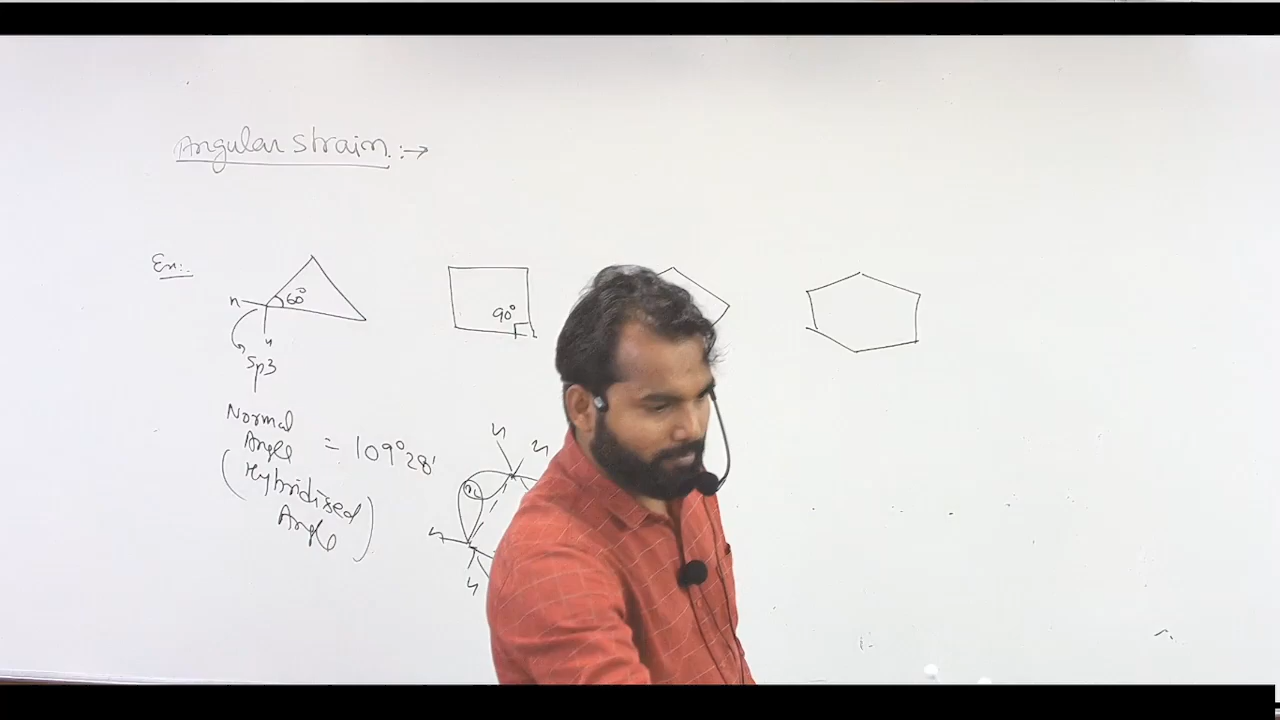 Angular strain :→
Ex:-
60°
90°
H
H
Sp3
Normal
Angle = 109°28'
(Hybridised
Angle)
H H
H
H